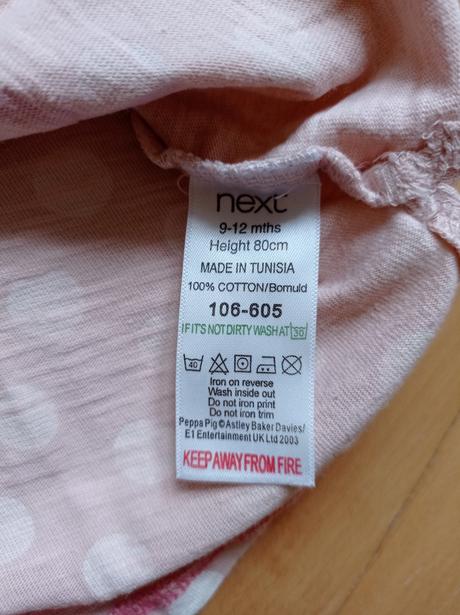 next
9-12 mths
Height 80cm
MADE IN TUNISIA
100% COTTON/Bomuld
106-605
IF IT'S NOT DIRTY WASH AT 30
40
Iron on reverse
Wash inside out
Do not iron print
Do not iron trim
Peppa Pig © Astley Baker Davies/
E1 Entertainment UK Ltd 2003
KEEP AWAY FROM FIRE